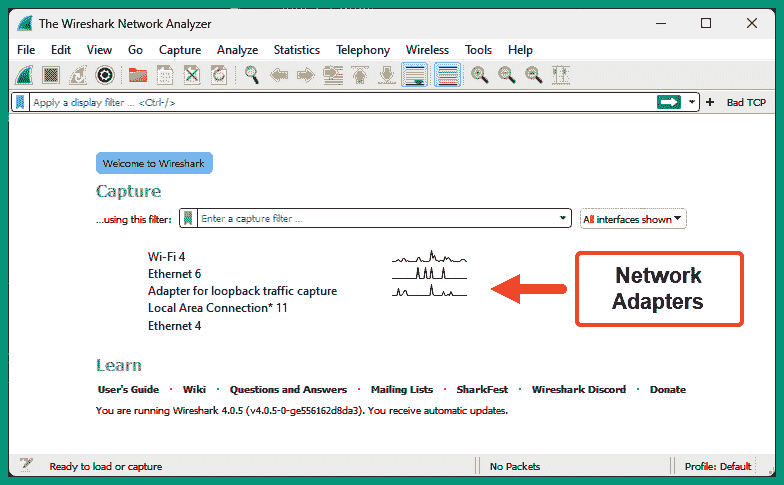 The Wireshark Network Analyzer
File Edit View Go Capture Analyze Statistics Telephony Wireless Tools Help
Apply a display filter ... <Ctrl-/>
Bad TCP
Welcome to Wireshark
Capture
...using this filter: Enter a capture filter ... All interfaces shown
Wi-Fi 4
Ethernet 6
Adapter for loopback traffic capture
Local Area Connection* 11
Ethernet 4
Network
Adapters
Learn
User's Guide · Wiki · Questions and Answers · Mailing Lists · SharkFest · Wireshark Discord · Donate
You are running Wireshark 4.0.5 (v4.0.5-0-ge556162d8da3). You receive automatic updates.
Ready to load or capture No Packets Profile: Default